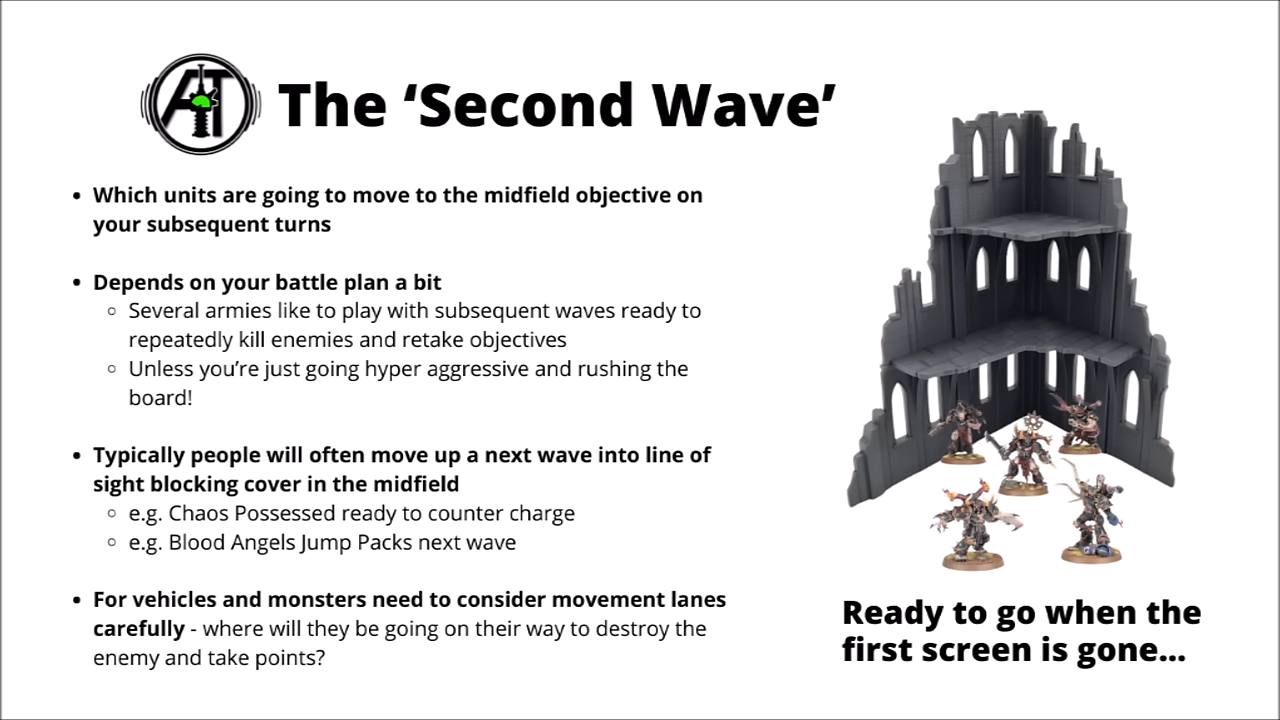 AT
The ‘Second Wave’
• Which units are going to move to the midfield objective on
your subsequent turns
• Depends on your battle plan a bit
◦ Several armies like to play with subsequent waves ready to
repeatedly kill enemies and retake objectives
◦ Unless you’re just going hyper aggressive and rushing the
board!
• Typically people will often move up a next wave into line of
sight blocking cover in the midfield
◦ e.g. Chaos Possessed ready to counter charge
◦ e.g. Blood Angels Jump Packs next wave
• For vehicles and monsters need to consider movement lanes
carefully - where will they be going on their way to destroy the
enemy and take points?
Ready to go when the
first screen is gone...